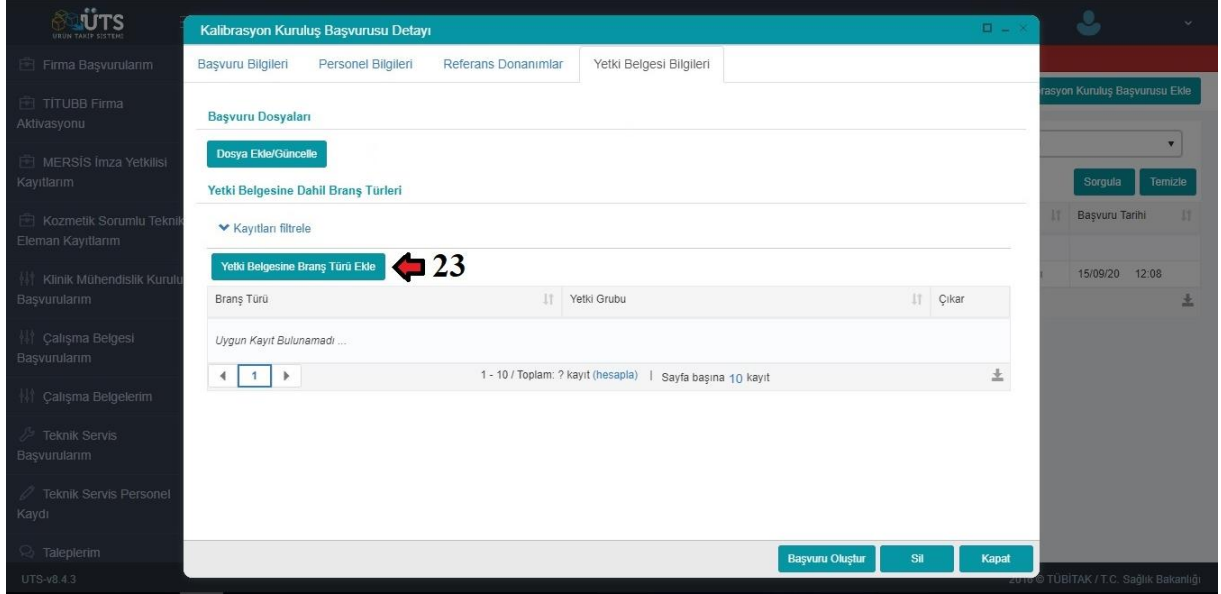 ÜTS
ÜRÜN TAKİP SİSTEMİ
Firma Başvurularım
TİTUBB Firma
Aktivasyonu
MERSİS İmza Yetkilisi
Kayıtlarım
Kozmetik Sorumlu Teknik
Eleman Kayıtlarım
Klinik Mühendislik Kurulu
Başvurularım
Çalışma Belgesi
Başvurularım
Çalışma Belgelerim
Teknik Servis
Başvurularım
Teknik Servis Personel
Kaydı
Taleplerim
UTS-v8.4.3
Kalibrasyon Kuruluş Başvurusu Detayı
Başvuru Bilgileri Personel Bilgileri Referans Donanımlar Yetki Belgesi Bilgileri
Başvuru Dosyaları
Dosya Ekle/Güncelle
Yetki Belgesine Dahil Branş Türleri
Kayıtları filtrele
Yetki Belgesine Branş Türü Ekle 23
Branş Türü Yetki Grubu Çıkar
Uygun Kayıt Bulunamadı ...
1 1 - 10 / Toplam: ? kayıt (hesapla) | Sayfa başına 10 kayıt
Başvuru Oluştur Sil Kapat
rasyon Kuruluş Başvurusu Ekle
Sorgula Temizle
Başvuru Tarihi
15/09/20 12:08
2016 © TÜBİTAK / T.C. Sağlık Bakanlığı